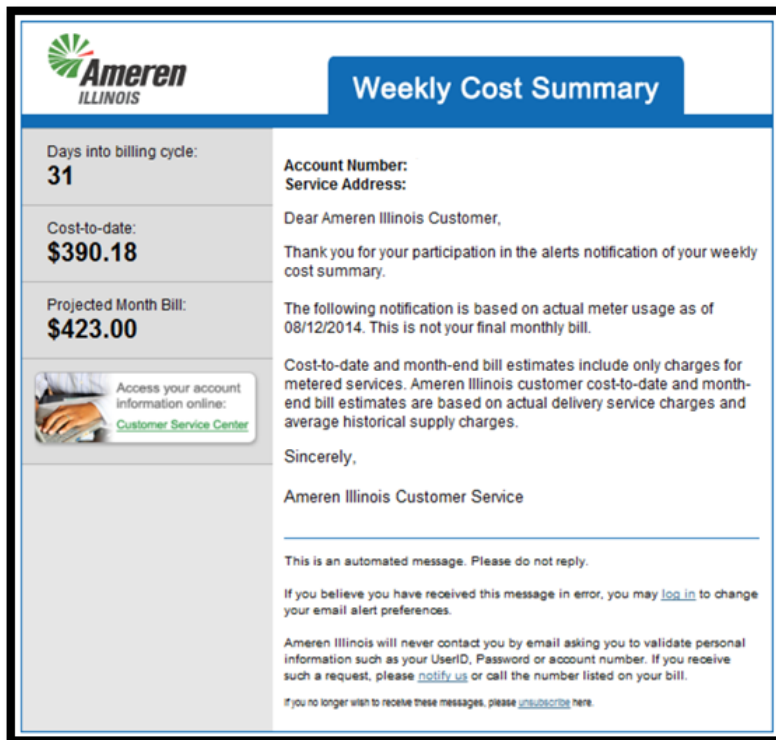 Ameren
ILLINOIS
Weekly Cost Summary
Days into billing cycle:
31
Cost-to-date:
$390.18
Projected Month Bill:
$423.00
Access your account
information online:
Customer Service Center
Account Number:
Service Address:
Dear Ameren Illinois Customer,
Thank you for your participation in the alerts notification of your weekly
cost summary.
The following notification is based on actual meter usage as of
08/12/2014. This is not your final monthly bill.
Cost-to-date and month-end bill estimates include only charges for
metered services. Ameren Illinois customer cost-to-date and month-
end bill estimates are based on actual delivery service charges and
average historical supply charges.
Sincerely,
Ameren Illinois Customer Service
This is an automated message. Please do not reply.
If you believe you have received this message in error, you may log in to change
your email alert preferences.
Ameren Illinois will never contact you by email asking you to validate personal
information such as your UserID, Password or account number. If you receive
such a request, please notify us or call the number listed on your bill.
If you no longer wish to receive these messages, please unsubscribe here.